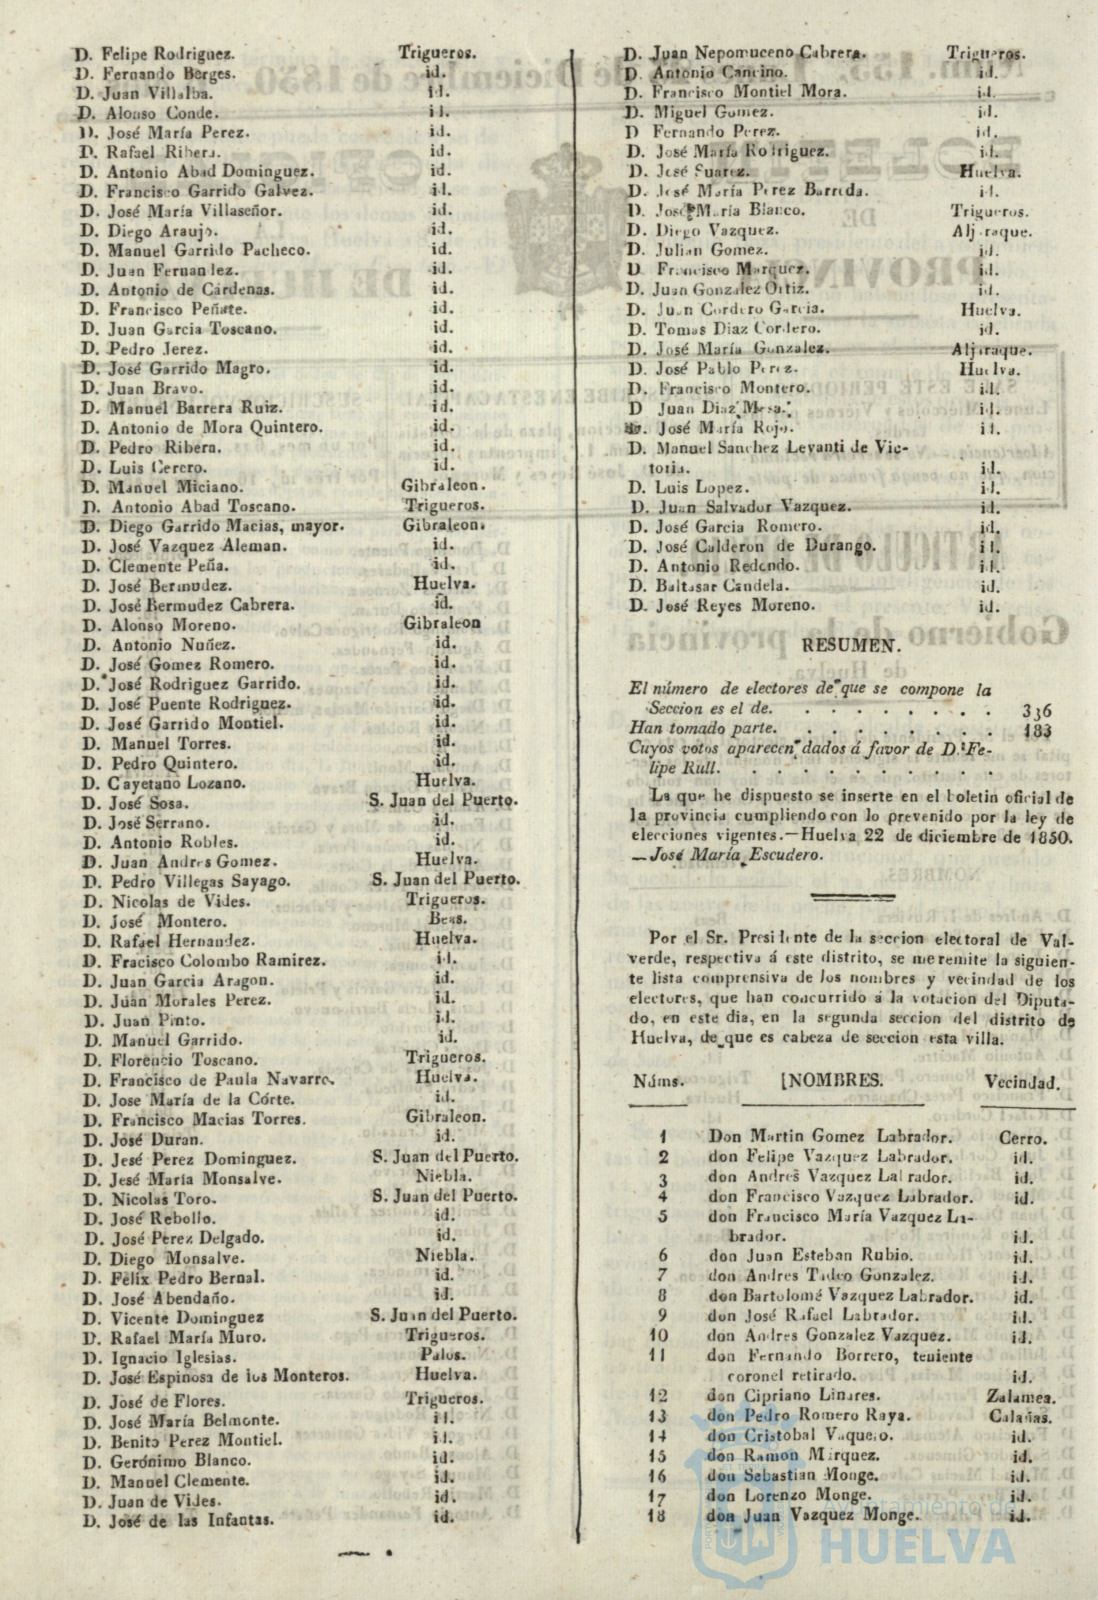 D. Felipe Rodriguez. Trigueros.
D. Fernando Berges. id.
D. Juan Villalba. id.
D. Alonso Conde. id.
D. José María Perez. id.
D. Rafael Ribera. id.
D. Antonio Abad Dominguez. id.
D. Francisco Garrido Galvez. id.
D. José María Villaseñor. id.
D. Diego Araujo. id.
D. Manuel Garrido Pacheco. id.
D. Juan Fernandez. id.
D. Antonio de Cárdenas. id.
D. Francisco Peñate. id.
D. Juan Garcia Toscano. id.
D. Pedro Jerez. id.
D. José Garrido Magro. id.
D. Juan Bravo. id.
D. Manuel Barrera Ruiz. id.
D. Antonio de Mora Quintero. id.
D. Pedro Ribera. id.
D. Luis Cerero. id.
D. Manuel Miciano. Gibraleon.
D. Antonio Abad Toscano. Trigueros.
D. Diego Garrido Macias, mayor. Gibraleon.
D. José Vazquez Aleman. id.
D. Clemente Peña. id.
D. José Bermudez. Huelva.
D. José Bermudez Cabrera. id.
D. Alonso Moreno. Gibraleon
D. Antonio Nuñez. id.
D. José Gomez Romero. id.
D. José Rodriguez Garrido. id.
D. José Puente Rodriguez. id.
D. José Garrido Montiel. id.
D. Manuel Torres. id.
D. Pedro Quintero. id.
D. Cayetano Lozano. Huelva.
D. José Sosa. S. Juan del Puerto.
D. José Serrano. id.
D. Antonio Robles. id.
D. Juan Andres Gomez. Huelva.
D. Pedro Villegas Sayago. S. Juan del Puerto.
D. Nicolas de Vides. Trigueros.
D. José Montero. Beas.
D. Rafael Hernandez. Huelva.
D. Fracisco Colombo Ramirez. id.
D. Juan Garcia Aragon. id.
D. Juan Morales Perez. id.
D. Juan Pinto. id.
D. Manuel Garrido. id.
D. Florencio Toscano. Trigueros.
D. Francisco de Paula Navarro. Huelva.
D. Jose María de la Córte. id.
D. Francisco Macias Torres. Gibraleon.
D. José Duran. id.
D. José Perez Dominguez. S. Juan del Puerto.
D. José María Monsalve. Niebla.
D. Nicolas Toro. S. Juan del Puerto.
D. José Rebollo. id.
D. José Perez Delgado. id.
D. Diego Monsalve. Niebla.
D. Félix Pedro Bernal. id.
D. José Abendaño. id.
D. Vicente Dominguez S. Juan del Puerto.
D. Rafael María Muro. Trigueros.
D. Ignacio Iglesias. Palos.
D. José Espinosa de los Monteros. Huelva.
D. José de Flores. Trigueros.
D. José María Belmonte. id.
D. Benito Perez Montiel. id.
D. Gerónimo Blanco. id.
D. Manuel Clemente. id.
D. Juan de Vides. id.
D. José de las Infantas. id.
D. Juan Nepomuceno Cabrera. Trigueros.
D. Antonio Cancino. id.
D. Francisco Montiel Mora. id.
D. Miguel Gomez. id.
D Fernando Perez. id.
D. José María Rodriguez. id.
D. José Suarez. Huelva.
D. José María Perez Barreda. id.
D. José María Blanco. Trigueros.
D. Diego Vazquez. Aljaraque.
D. Julian Gomez. id.
D Francisco Marquez. id.
D. Juan Gonzalez Ortiz. id.
D. Juan Cordero Garcia. Huelva.
D. Tomas Diaz Cordero. id.
D. José María Gonzalez. Aljaraque.
D. José Pablo Perez. Huelva.
D. Francisco Montero. id.
D Juan Diaz Mesa. id.
D. José María Rojo. id.
D. Manuel Sanchez Levanti de Vic-
toria. id.
D. Luis Lopez. id.
D. Juan Salvador Vazquez. id.
D. José Garcia Romero. id.
D. José Calderon de Durango. id.
D. Antonio Redondo. id.
D. Baltasar Candela. id.
D. José Reyes Moreno. id.
RESUMEN.
El número de electores de que se compone la
Seccion es el de. . . . . . . . . 336
Han tomado parte. . . . . . . . . 183
Cuyos votos aparecen dados á favor de D. Fe-
lipe Rull. . . . . . . . . . .
Lo que he dispuesto se inserte en el boletin oficial de
la provincia cumpliendo con lo prevenido por la ley de
elecciones vigentes.—Huelva 22 de diciembre de 1850.
—José María Escudero.
Por el Sr. Presidente de la seccion electoral de Val-
verde, respectiva á este distrito, se me remite la siguien-
te lista comprensiva de los nombres y vecindad de los
electores, que han concurrido á la votacion del Diputa-
do, en este dia, en la segunda seccion del distrito de
Huelva, de que es cabeza de seccion esta villa.
Núms. [NOMBRES. Vecindad.
1 Don Martin Gomez Labrador. Cerro.
2 don Felipe Vazquez Labrador. id.
3 don Andres Vazquez Labrador. id.
4 don Francisco Vazquez Labrador. id.
5 don Francisco María Vazquez La-
brador. id.
6 don Juan Esteban Rubio. id.
7 don Andres Tadeo Gonzalez. id.
8 don Bartolomé Vazquez Labrador. id.
9 don José Rafael Labrador. id.
10 don Andres Gonzalez Vazquez. id.
11 don Fernando Borrero, teniente
coronel retirado. id.
12 don Cipriano Linares. Zalamea.
13 don Pedro Romero Raya. Calañas.
14 don Cristobal Vaquero. id.
15 don Ramon Márquez. id.
16 don Sebastian Monge. id.
17 don Lorenzo Monge. id.
18 don Juan Vazquez Monge. id.
Ayuntamiento de
HUELVA